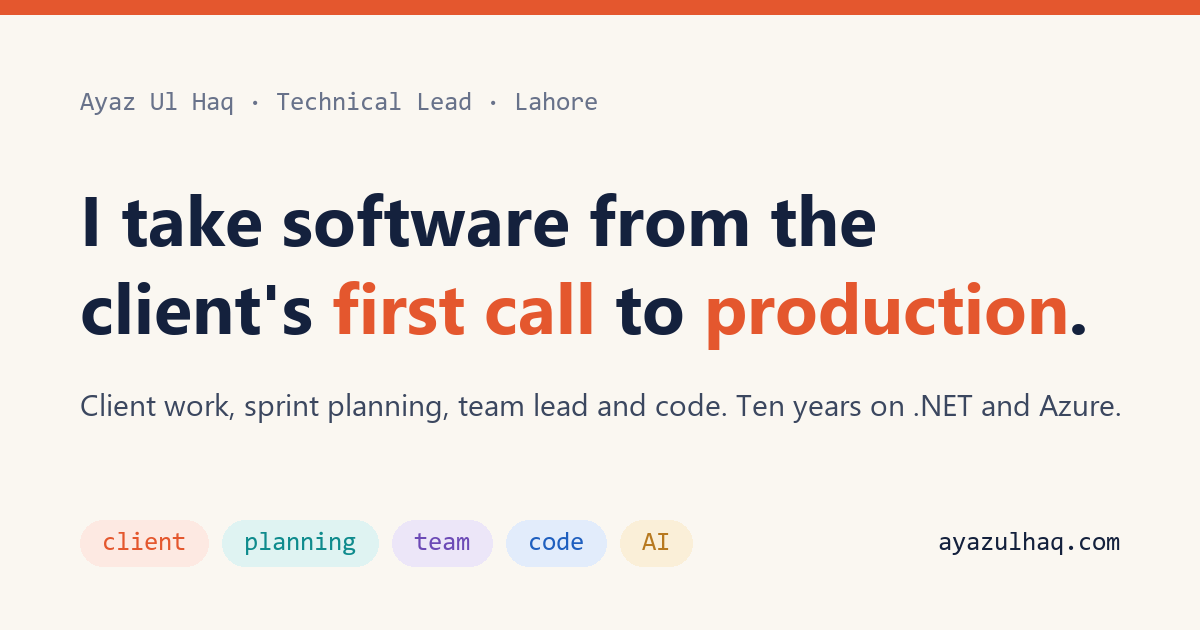 Ayaz Ul Haq · Technical Lead · Lahore
I take software from the
client's first call to production.
Client work, sprint planning, team lead and code. Ten years on .NET and Azure.
client planning team code AI ayazulhaq.com